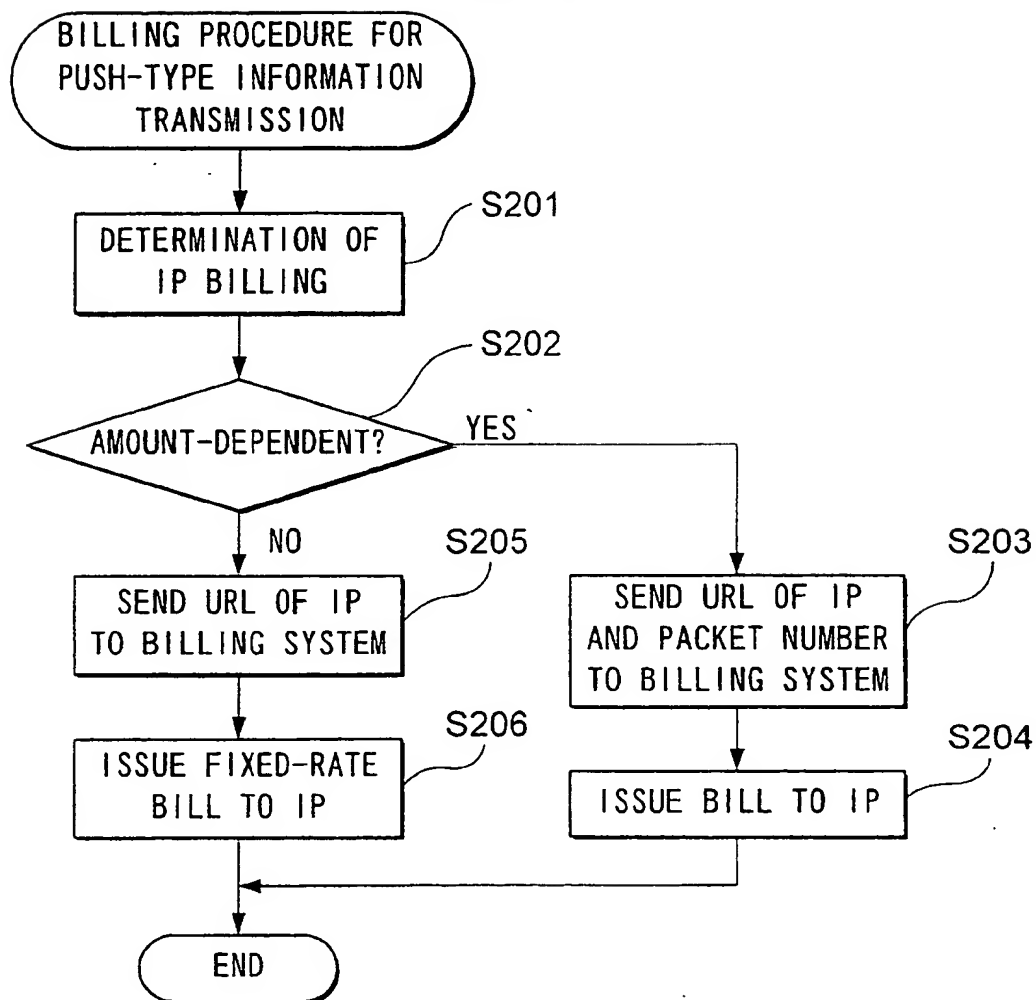 BILLING PROCEDURE FOR
PUSH-TYPE INFORMATION
TRANSMISSION
S201
DETERMINATION OF
IP BILLING
S202
AMOUNT-DEPENDENT?
YES
NO
S205
SEND URL OF IP
TO BILLING SYSTEM
S203
SEND URL OF IP
AND PACKET NUMBER
TO BILLING SYSTEM
S206
ISSUE FIXED-RATE
BILL TO IP
S204
ISSUE BILL TO IP
END